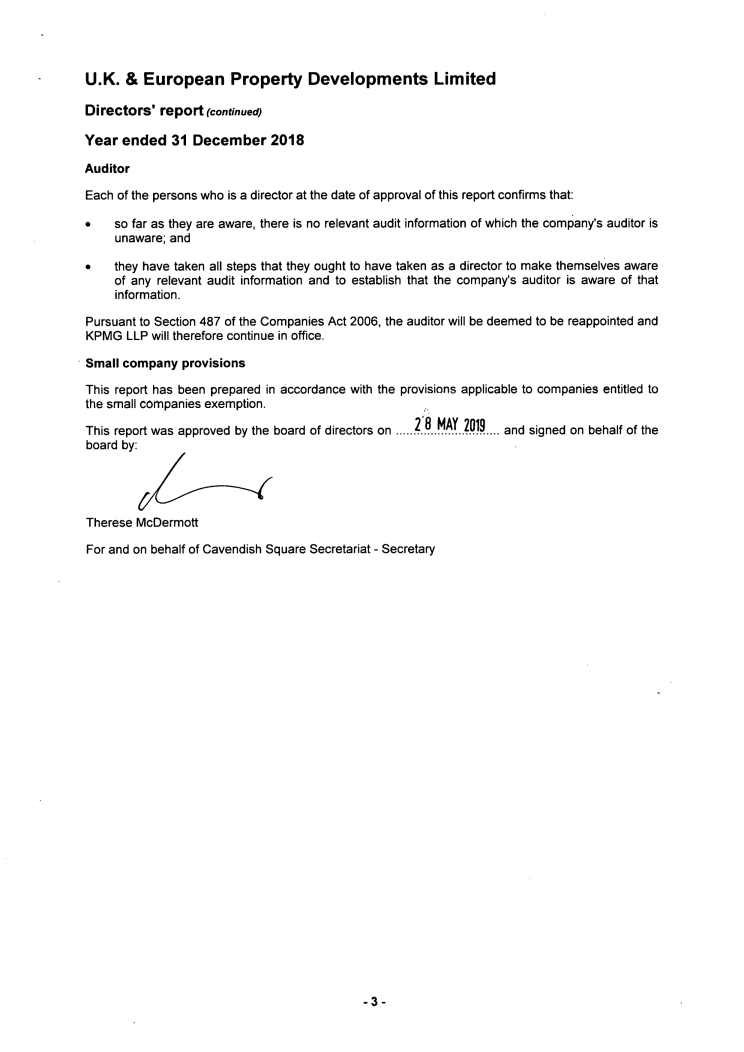 U.K. & European Property Developments Limited
Directors' report (continued)
Year ended 31 December 2018
Auditor
Each of the persons who is a director at the date of approval of this report confirms that:
• so far as they are aware, there is no relevant audit information of which the company's auditor is
unaware; and
• they have taken all steps that they ought to have taken as a director to make themselves aware
of any relevant audit information and to establish that the company's auditor is aware of that
information.
Pursuant to Section 487 of the Companies Act 2006, the auditor will be deemed to be reappointed and
KPMG LLP will therefore continue in office.
Small company provisions
This report has been prepared in accordance with the provisions applicable to companies entitled to
the small companies exemption.
This report was approved by the board of directors on ..... 28 MAY 2019 .... and signed on behalf of the
board by:
Therese McDermott
For and on behalf of Cavendish Square Secretariat - Secretary
- 3 -